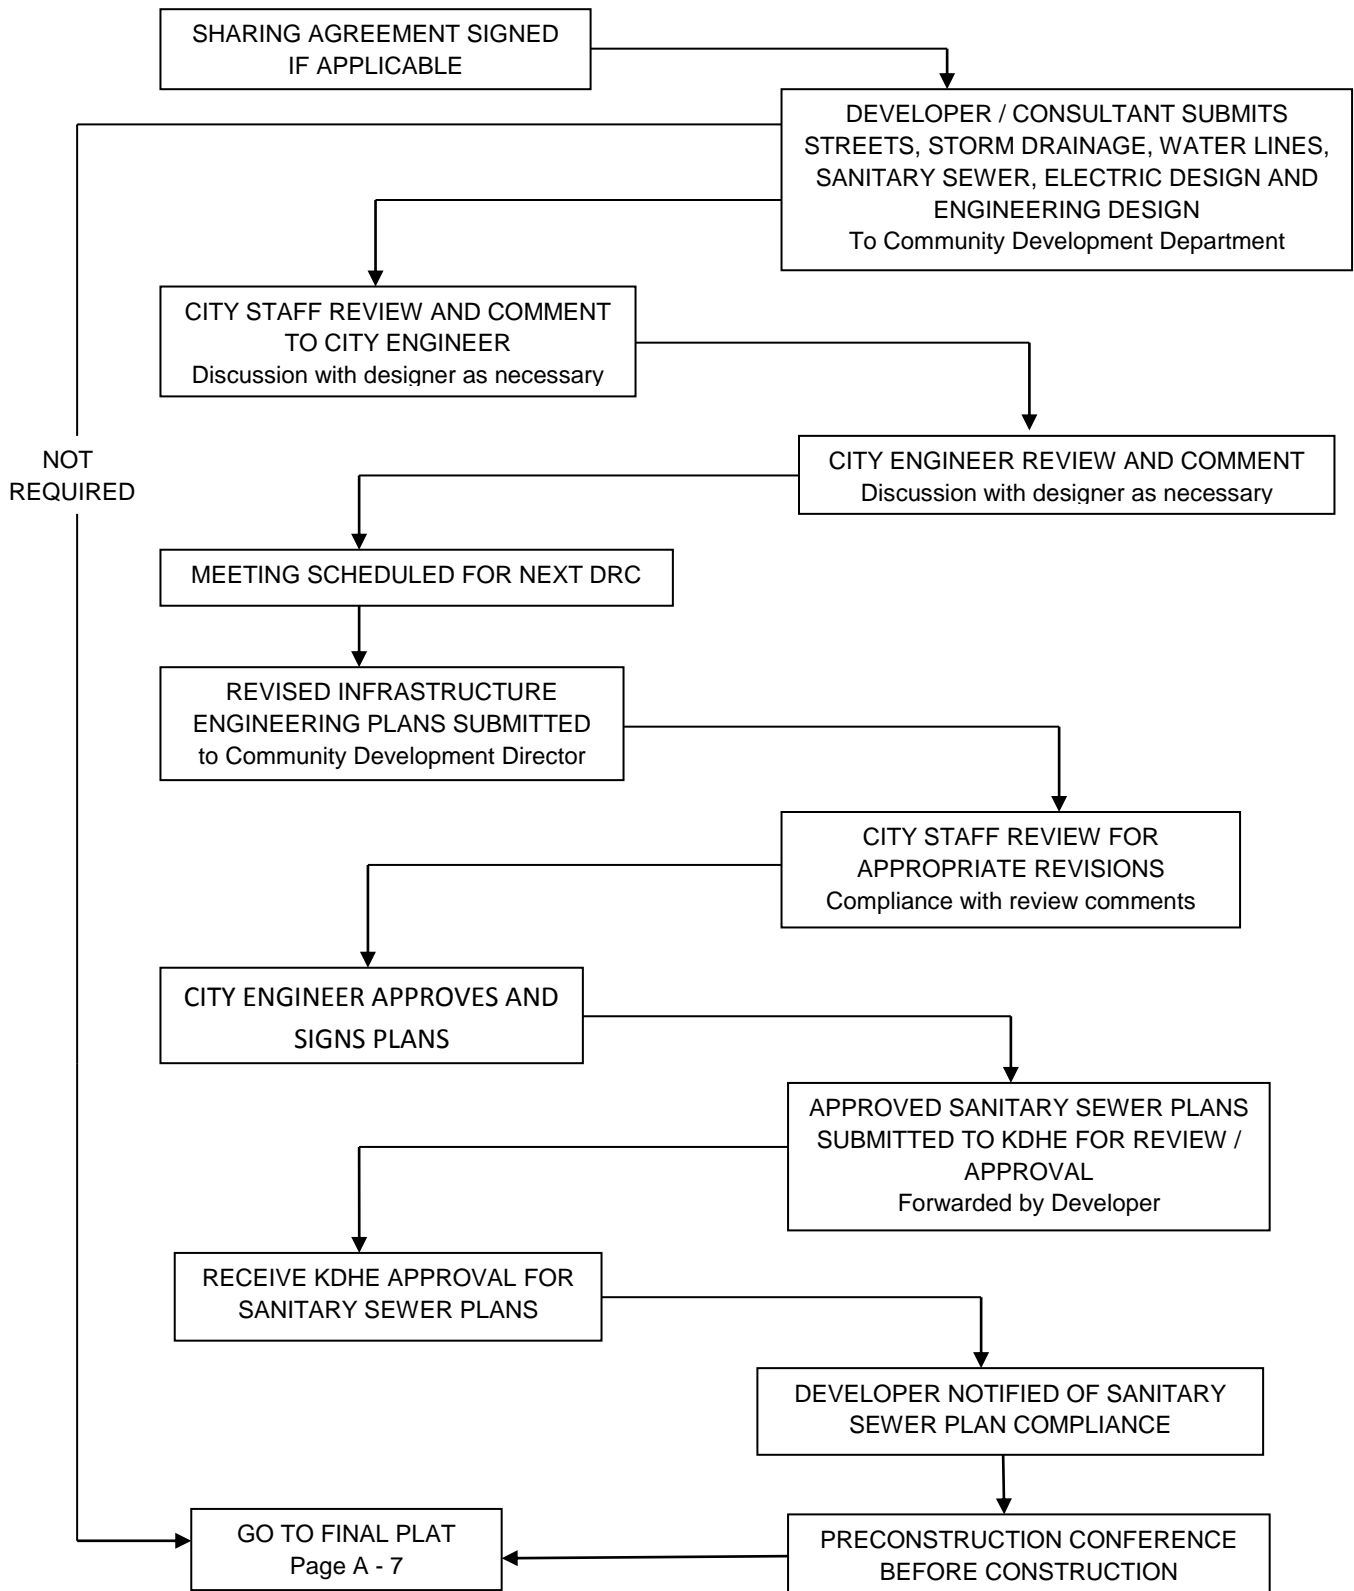 SHARING AGREEMENT SIGNED
IF APPLICABLE
DEVELOPER / CONSULTANT SUBMITS
STREETS, STORM DRAINAGE, WATER LINES,
SANITARY SEWER, ELECTRIC DESIGN AND
ENGINEERING DESIGN
To Community Development Department
CITY STAFF REVIEW AND COMMENT
TO CITY ENGINEER
Discussion with designer as necessary
NOT
REQUIRED
CITY ENGINEER REVIEW AND COMMENT
Discussion with designer as necessary
MEETING SCHEDULED FOR NEXT DRC
REVISED INFRASTRUCTURE
ENGINEERING PLANS SUBMITTED
to Community Development Director
CITY STAFF REVIEW FOR
APPROPRIATE REVISIONS
Compliance with review comments
CITY ENGINEER APPROVES AND
SIGNS PLANS
APPROVED SANITARY SEWER PLANS
SUBMITTED TO KDHE FOR REVIEW /
APPROVAL
Forwarded by Developer
RECEIVE KDHE APPROVAL FOR
SANITARY SEWER PLANS
DEVELOPER NOTIFIED OF SANITARY
SEWER PLAN COMPLIANCE
GO TO FINAL PLAT
Page A - 7
PRECONSTRUCTION CONFERENCE
BEFORE CONSTRUCTION